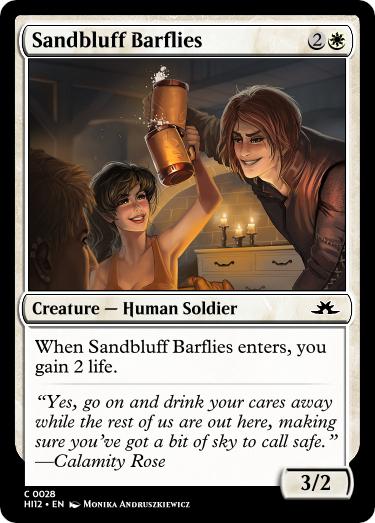 Sandbluff Barflies 2
Creature — Human Soldier
When Sandbluff Barflies enters, you
gain 2 life.
“Yes, go on and drink your cares away
while the rest of us are out here, making
sure you’ve got a bit of sky to call safe.”
—Calamity Rose
3/2
C 0028
HI12 • EN Monika Andruszkiewicz